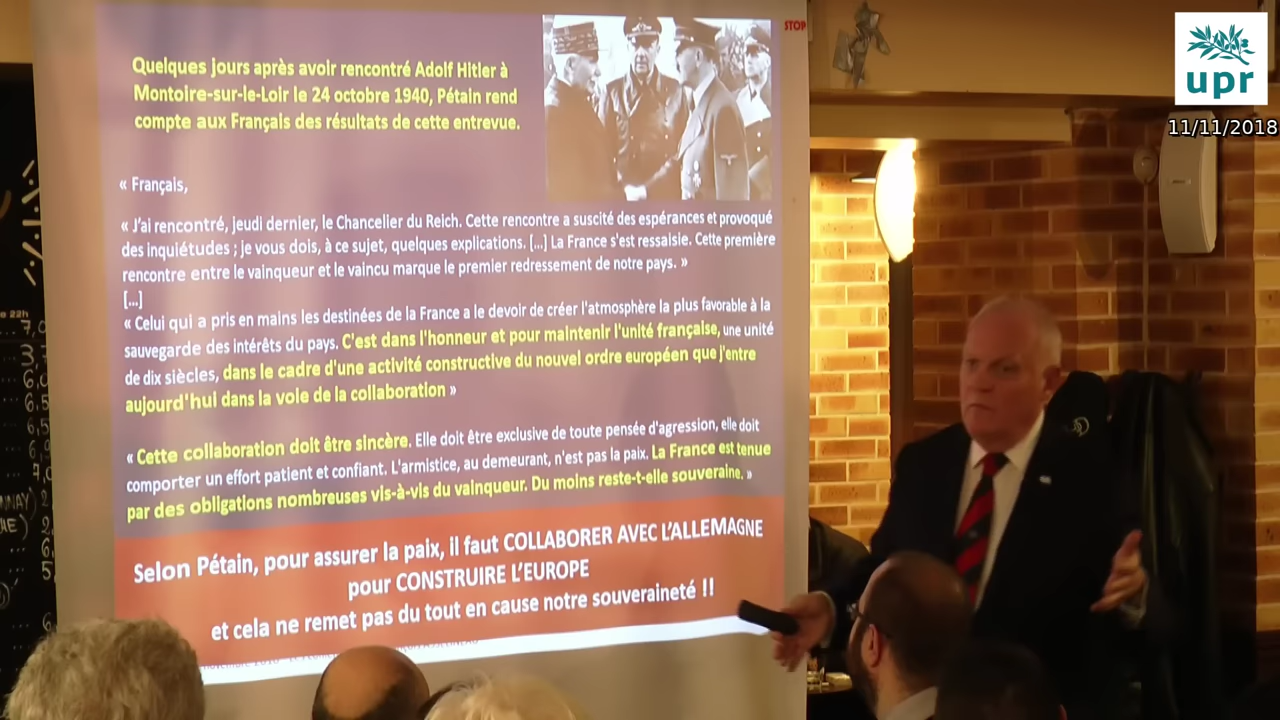 Quelques jours après avoir rencontré Adolf Hitler à
Montoire-sur-le-Loir le 24 octobre 1940, Pétain rend
compte aux Français des résultats de cette entrevue.
STOP
upr
11/11/2018
« Français,
« J'ai rencontré, jeudi dernier, le Chancelier du Reich. Cette rencontre a suscité des espérances et provoqué
des inquiétudes ; je vous dois, à ce sujet, quelques explications. [...] La France s'est ressaisie. Cette première
rencontre entre le vainqueur et le vaincu marque le premier redressement de notre pays. »
[...]
« Celui qui a pris en mains les destinées de la France a le devoir de créer l'atmosphère la plus favorable à la
sauvegarde des intérêts du pays. C'est dans l'honneur et pour maintenir l'unité française, une unité
de dix siècles, dans le cadre d'une activité constructive du nouvel ordre européen que j'entre
aujourd'hui dans la voie de la collaboration »
« Cette collaboration doit être sincère. Elle doit être exclusive de toute pensée d'agression, elle doit
comporter un effort patient et confiant. L'armistice, au demeurant, n'est pas la paix. La France est tenue
par des obligations nombreuses vis-à-vis du vainqueur. Du moins reste-t-elle souveraine. »
Selon Pétain, pour assurer la paix, il faut COLLABORER AVEC L'ALLEMAGNE
pour CONSTRUIRE L'EUROPE
et cela ne remet pas du tout en cause notre souveraineté !!
22h